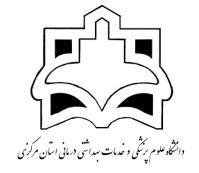 دانشگاه علوم پزشکی و خدمات بهداشتی درمانی استان مرکزی